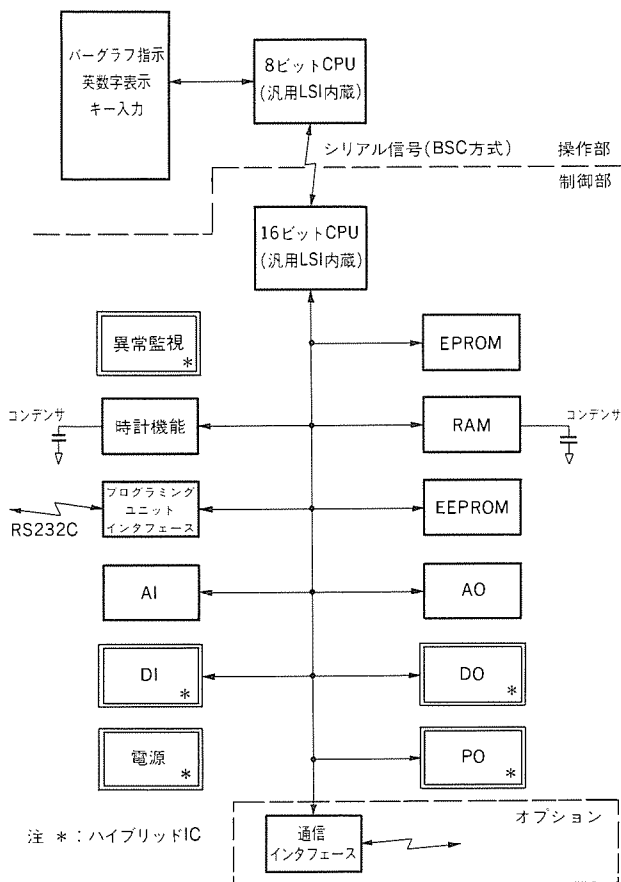 バーグラフ指示
英数字表示
キー入力
8ビットCPU
(汎用LSI内蔵)
シリアル信号(BSC方式)
操作部
制御部
16ビットCPU
(汎用LSI内蔵)
異常監視
*
EPROM
コンデンサ
時計機能
RAM
コンデンサ
プログラミング
ユニット
インタフェース
RS232C
EEPROM
AI
AO
DI
*
DO
*
電源
*
PO
*
オプション
通信
インタフェース
注 *:ハイブリッドIC